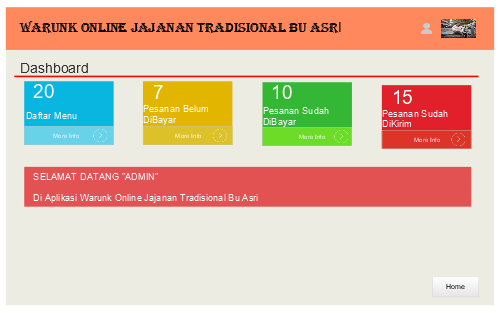 WARUNK ONLINE JAJANAN TRADISIONAL BU ASRI
Dashboard
20
Daftar Menu
More Info
7
Pesanan Belum
DiBayar
More Info
10
Pesanan Sudah
DiBayar
More Info
15
Pesanan Sudah
DiKirim
More Info
SELAMAT DATANG "ADMIN"
Di Aplikasi Warunk Online Jajanan Tradisional Bu Asri
Home